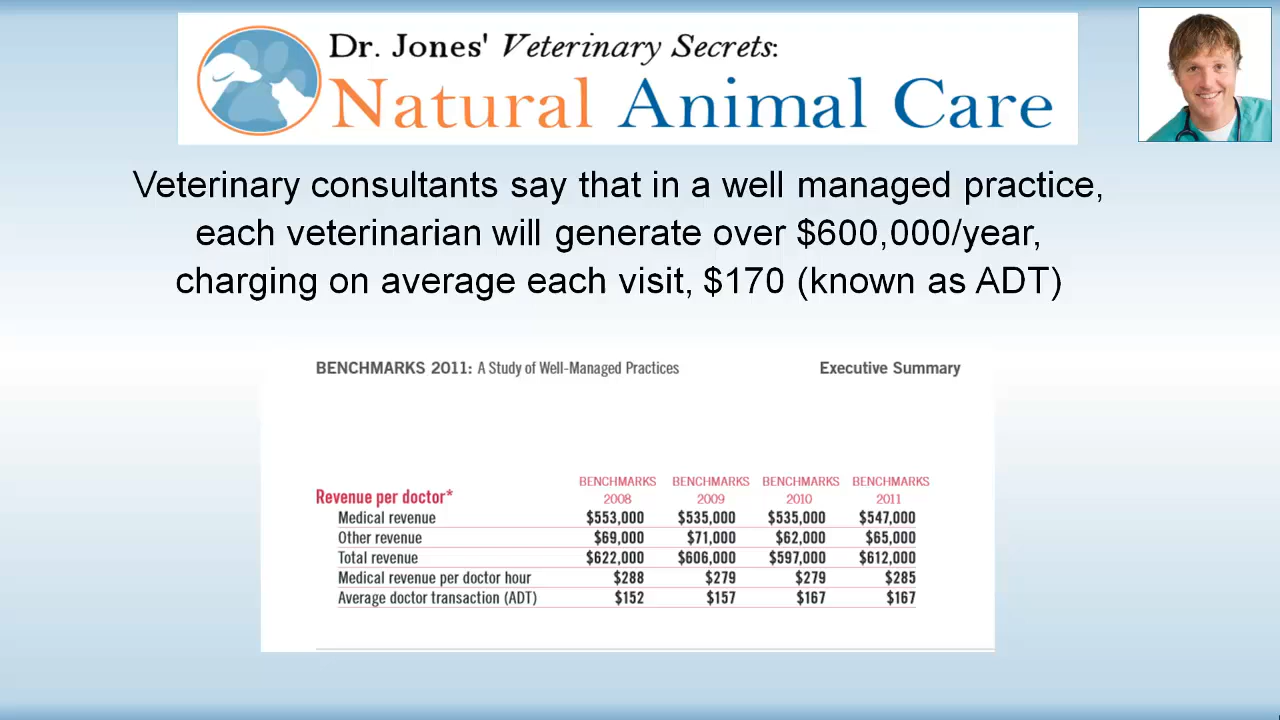 Dr. Jones' Veterinary Secrets:
Natural Animal Care
Veterinary consultants say that in a well managed practice,
each veterinarian will generate over $600,000/year,
charging on average each visit, $170 (known as ADT)
BENCHMARKS 2011: A Study of Well-Managed Practices Executive Summary
BENCHMARKS BENCHMARKS BENCHMARKS BENCHMARKS
Revenue per doctor* 2008 2009 2010 2011
Medical revenue $553,000 $535,000 $535,000 $547,000
Other revenue $69,000 $71,000 $62,000 $65,000
Total revenue $622,000 $606,000 $597,000 $612,000
Medical revenue per doctor hour $288 $279 $279 $285
Average doctor transaction (ADT) $152 $157 $167 $167